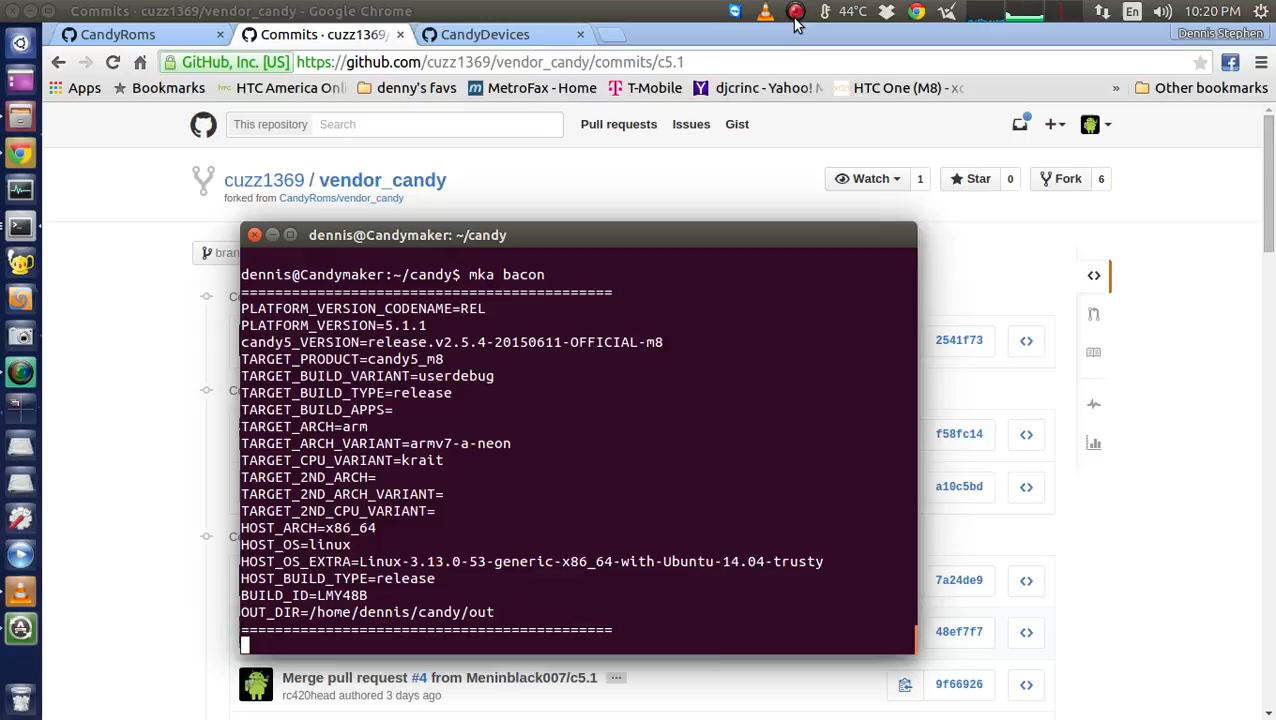 Commits · cuzz1369/vendor_candy - Google Chrome
44°C
En
10:20 PM
CandyRoms ×
Commits · cuzz1369/ ×
CandyDevices ×
Dennis Stephen
GitHub, Inc. [US]
https://github.com/cuzz1369/vendor_candy/commits/c5.1
Apps
Bookmarks
HTC America Onl
denny's favs
MetroFax - Home
T-Mobile
djcrinc - Yahoo!
HTC One (M8) - xc
»
Other bookmarks
This repository
Search
Pull requests
Issues
Gist
cuzz1369 / vendor_candy
forked from CandyRoms/vendor_candy
Watch
1
Star
0
Fork
6
bran
dennis@Candymaker: ~/candy
dennis@Candymaker:~/candy$ mka bacon
============================================
PLATFORM_VERSION_CODENAME=REL
PLATFORM_VERSION=5.1.1
candy5_VERSION=release.v2.5.4-20150611-OFFICIAL-m8
TARGET_PRODUCT=candy5_m8
TARGET_BUILD_VARIANT=userdebug
TARGET_BUILD_TYPE=release
TARGET_BUILD_APPS=
TARGET_ARCH=arm
TARGET_ARCH_VARIANT=armv7-a-neon
TARGET_CPU_VARIANT=krait
TARGET_2ND_ARCH=
TARGET_2ND_ARCH_VARIANT=
TARGET_2ND_CPU_VARIANT=
HOST_ARCH=x86_64
HOST_OS=linux
HOST_OS_EXTRA=Linux-3.13.0-53-generic-x86_64-with-Ubuntu-14.04-trusty
HOST_BUILD_TYPE=release
BUILD_ID=LMY48B
OUT_DIR=/home/dennis/candy/out
============================================
2541f73
f58fc14
a10c5bd
7a24de9
48ef7f7
Merge pull request #4 from Meninblack007/c5.1 ...
rc420head authored 3 days ago
9f66926